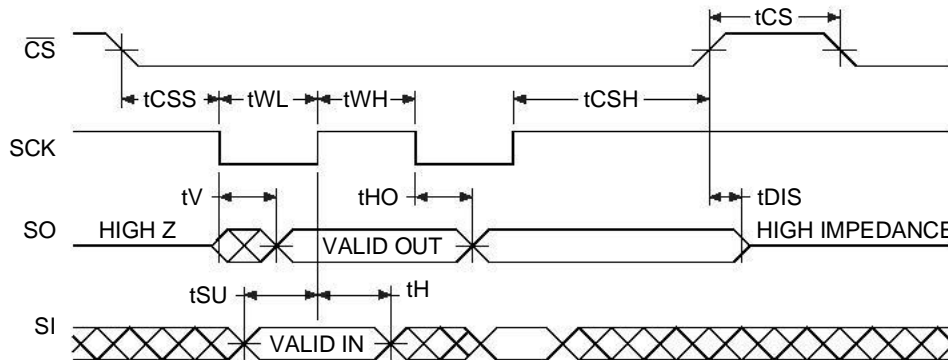 tCS
CS
tCSS tWL tWH tCSH
SCK
tV tHO tDIS
SO HIGH Z VALID OUT HIGH IMPEDANCE
tSU tH
SI VALID IN